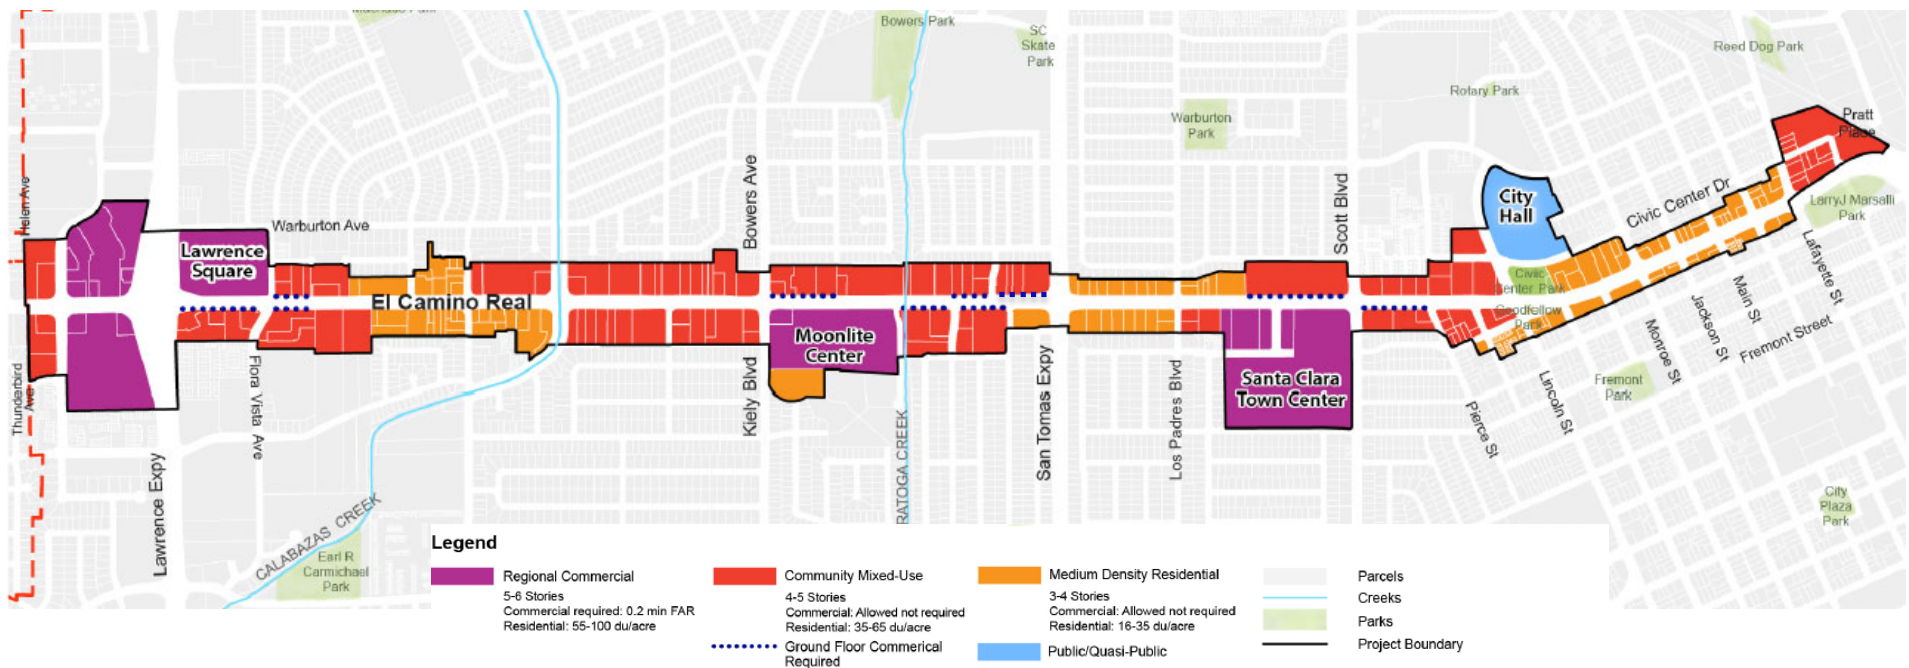 Bowers Park
SC
Skate
Park
Reed Dog Park
Rotary Park
Warburton
Park
Pratt
Place
Helen Ave
Warburton Ave
Bowers Ave
Scott Blvd
City
Hall
Civic Center Dr
LarryJ Marsalli
Park
Lawrence
Square
El Camino Real
Civic
Center Park
Goodfellow
Park
Moonlite
Center
Santa Clara
Town Center
Thunderbird
Ave
Flora Vista Ave
Lawrence Expy
Kiely Blvd
RATOGA CREEK
San Tomas Expy
Los Padres Blvd
Pierce St
Lincoln St
Monroe St
Jackson St
Main St
Lafayette St
Fremont Street
Fremont
Park
City
Plaza
Park
CALABAZAS CREEK
Earl R
Carmichael
Park
Legend
Regional Commercial
5-6 Stories
Commercial required: 0.2 min FAR
Residential: 55-100 du/acre
Community Mixed-Use
4-5 Stories
Commercial: Allowed not required
Residential: 35-65 du/acre
Ground Floor Commerical
Required
Medium Density Residential
3-4 Stories
Commercial: Allowed not required
Residential: 16-35 du/acre
Public/Quasi-Public
Parcels
Creeks
Parks
Project Boundary